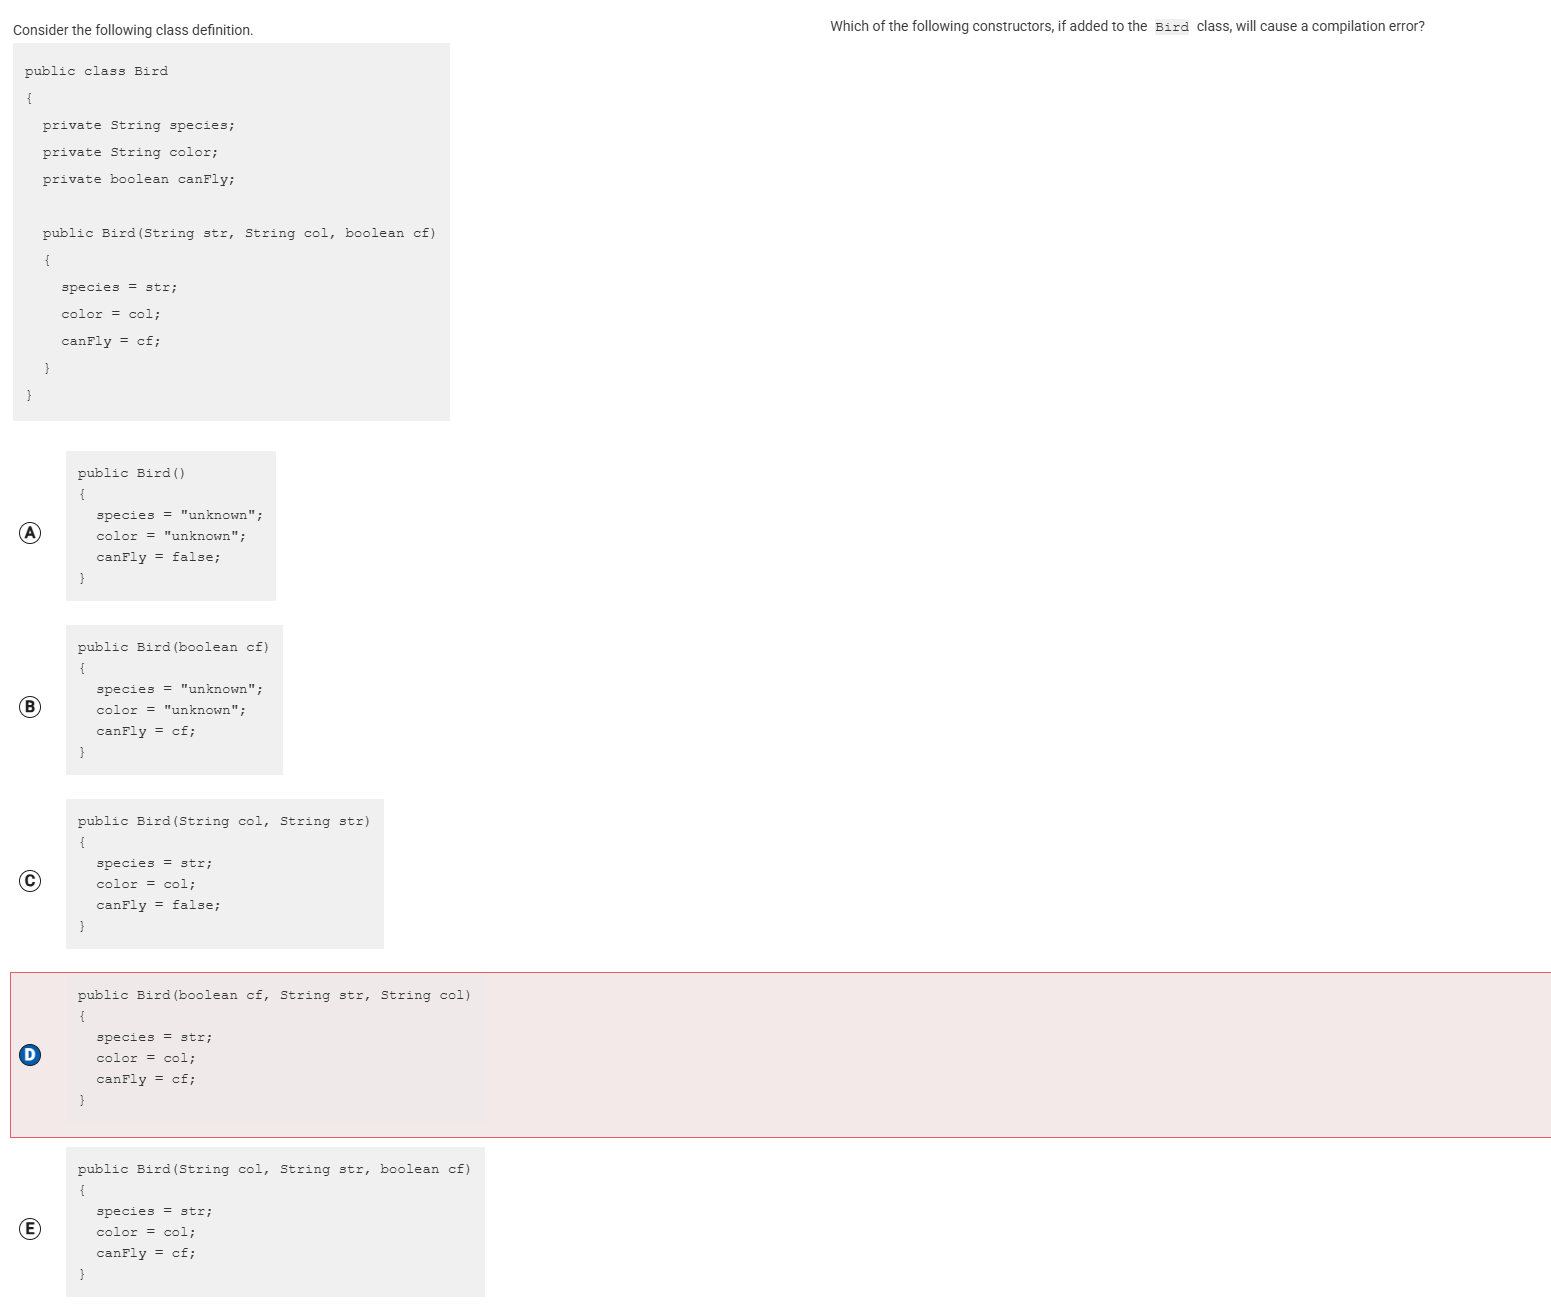 Consider the following class definition.
public class Bird
{
private String species;
private String color;
private boolean canFly;
public Bird(String str, String col, boolean cf)
{
species = str;
color = col;
canFly = cf;
}
}
Which of the following constructors, if added to the Bird class, will cause a compilation error?
A
public Bird()
{
species = "unknown";
color = "unknown";
canFly = false;
}
B
public Bird(boolean cf)
{
species = "unknown";
color = "unknown";
canFly = cf;
}
C
public Bird(String col, String str)
{
species = str;
color = col;
canFly = false;
}
D
public Bird(boolean cf, String str, String col)
{
species = str;
color = col;
canFly = cf;
}
E
public Bird(String col, String str, boolean cf)
{
species = str;
color = col;
canFly = cf;
}